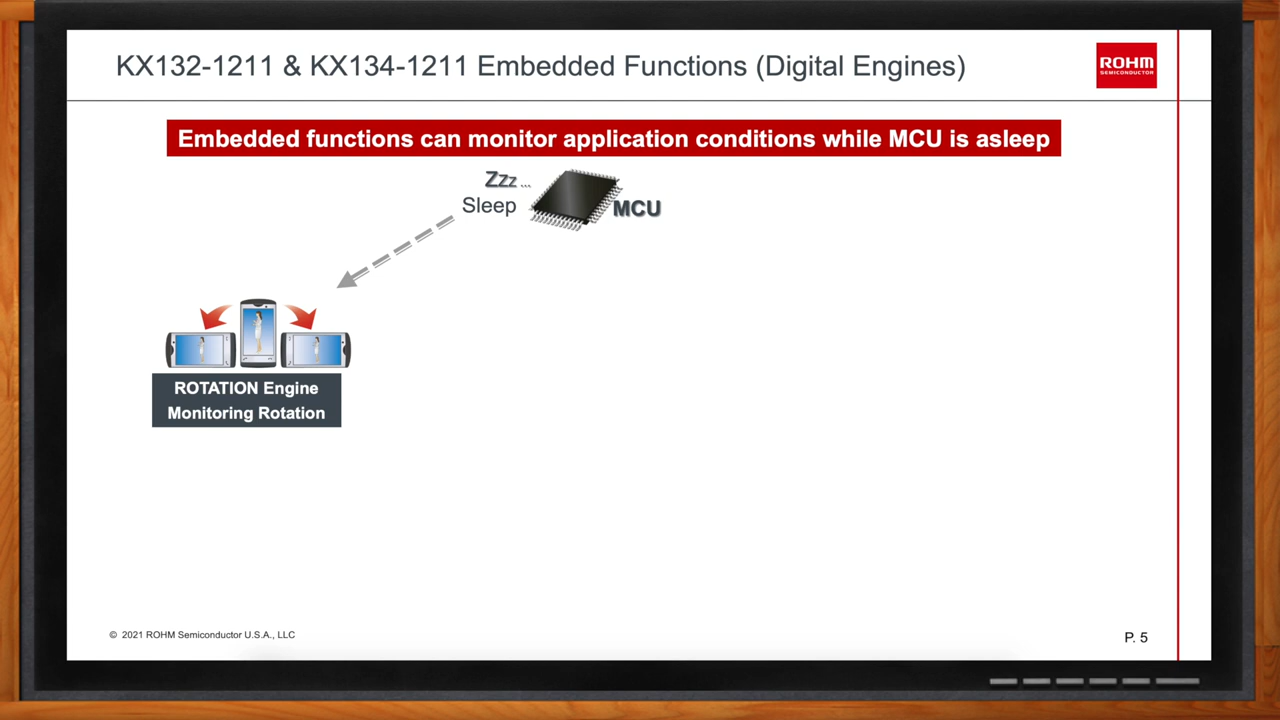 KX132-1211 & KX134-1211 Embedded Functions (Digital Engines)
ROHM
SEMICONDUCTOR
Embedded functions can monitor application conditions while MCU is asleep
Zzz ...
Sleep
MCU
ROTATION Engine
Monitoring Rotation
© 2021 ROHM Semiconductor U.S.A., LLC
P. 5